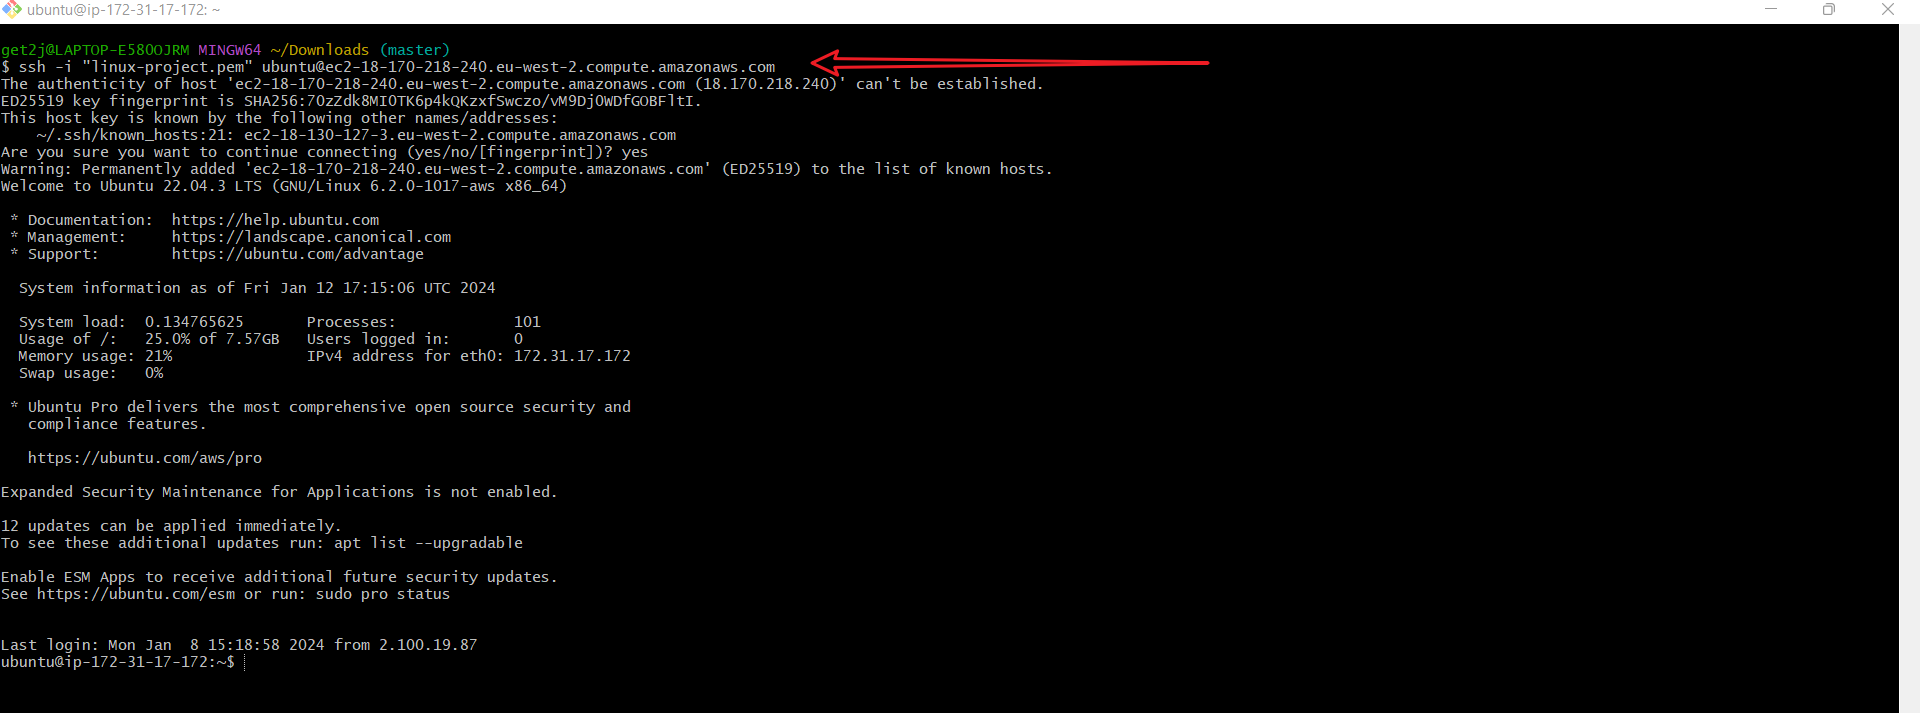 ubuntu@ip-172-31-17-172: ~
get2j@LAPTOP-E58OOJRM MINGW64 ~/Downloads (master)
$ ssh -i "linux-project.pem" ubuntu@ec2-18-170-218-240.eu-west-2.compute.amazonaws.com
The authenticity of host 'ec2-18-170-218-240.eu-west-2.compute.amazonaws.com (18.170.218.240)' can't be established.
ED25519 key fingerprint is SHA256:7OzZdk8MIOTK6p4kQKzxfSwczo/vM9Dj0WDfGOBFltI.
This host key is known by the following other names/addresses:
    ~/.ssh/known_hosts:21: ec2-18-130-127-3.eu-west-2.compute.amazonaws.com
Are you sure you want to continue connecting (yes/no/[fingerprint])? yes
Warning: Permanently added 'ec2-18-170-218-240.eu-west-2.compute.amazonaws.com' (ED25519) to the list of known hosts.
Welcome to Ubuntu 22.04.3 LTS (GNU/Linux 6.2.0-1017-aws x86_64)
 * Documentation:  https://help.ubuntu.com
 * Management:     https://landscape.canonical.com
 * Support:        https://ubuntu.com/advantage
  System information as of Fri Jan 12 17:15:06 UTC 2024
  System load:  0.134765625       Processes:             101
  Usage of /:   25.0% of 7.57GB   Users logged in:       0
  Memory usage: 21%               IPv4 address for eth0: 172.31.17.172
  Swap usage:   0%
 * Ubuntu Pro delivers the most comprehensive open source security and
   compliance features.
   https://ubuntu.com/aws/pro
Expanded Security Maintenance for Applications is not enabled.
12 updates can be applied immediately.
To see these additional updates run: apt list --upgradable
Enable ESM Apps to receive additional future security updates.
See https://ubuntu.com/esm or run: sudo pro status
Last login: Mon Jan  8 15:18:58 2024 from 2.100.19.87
ubuntu@ip-172-31-17-172:~$